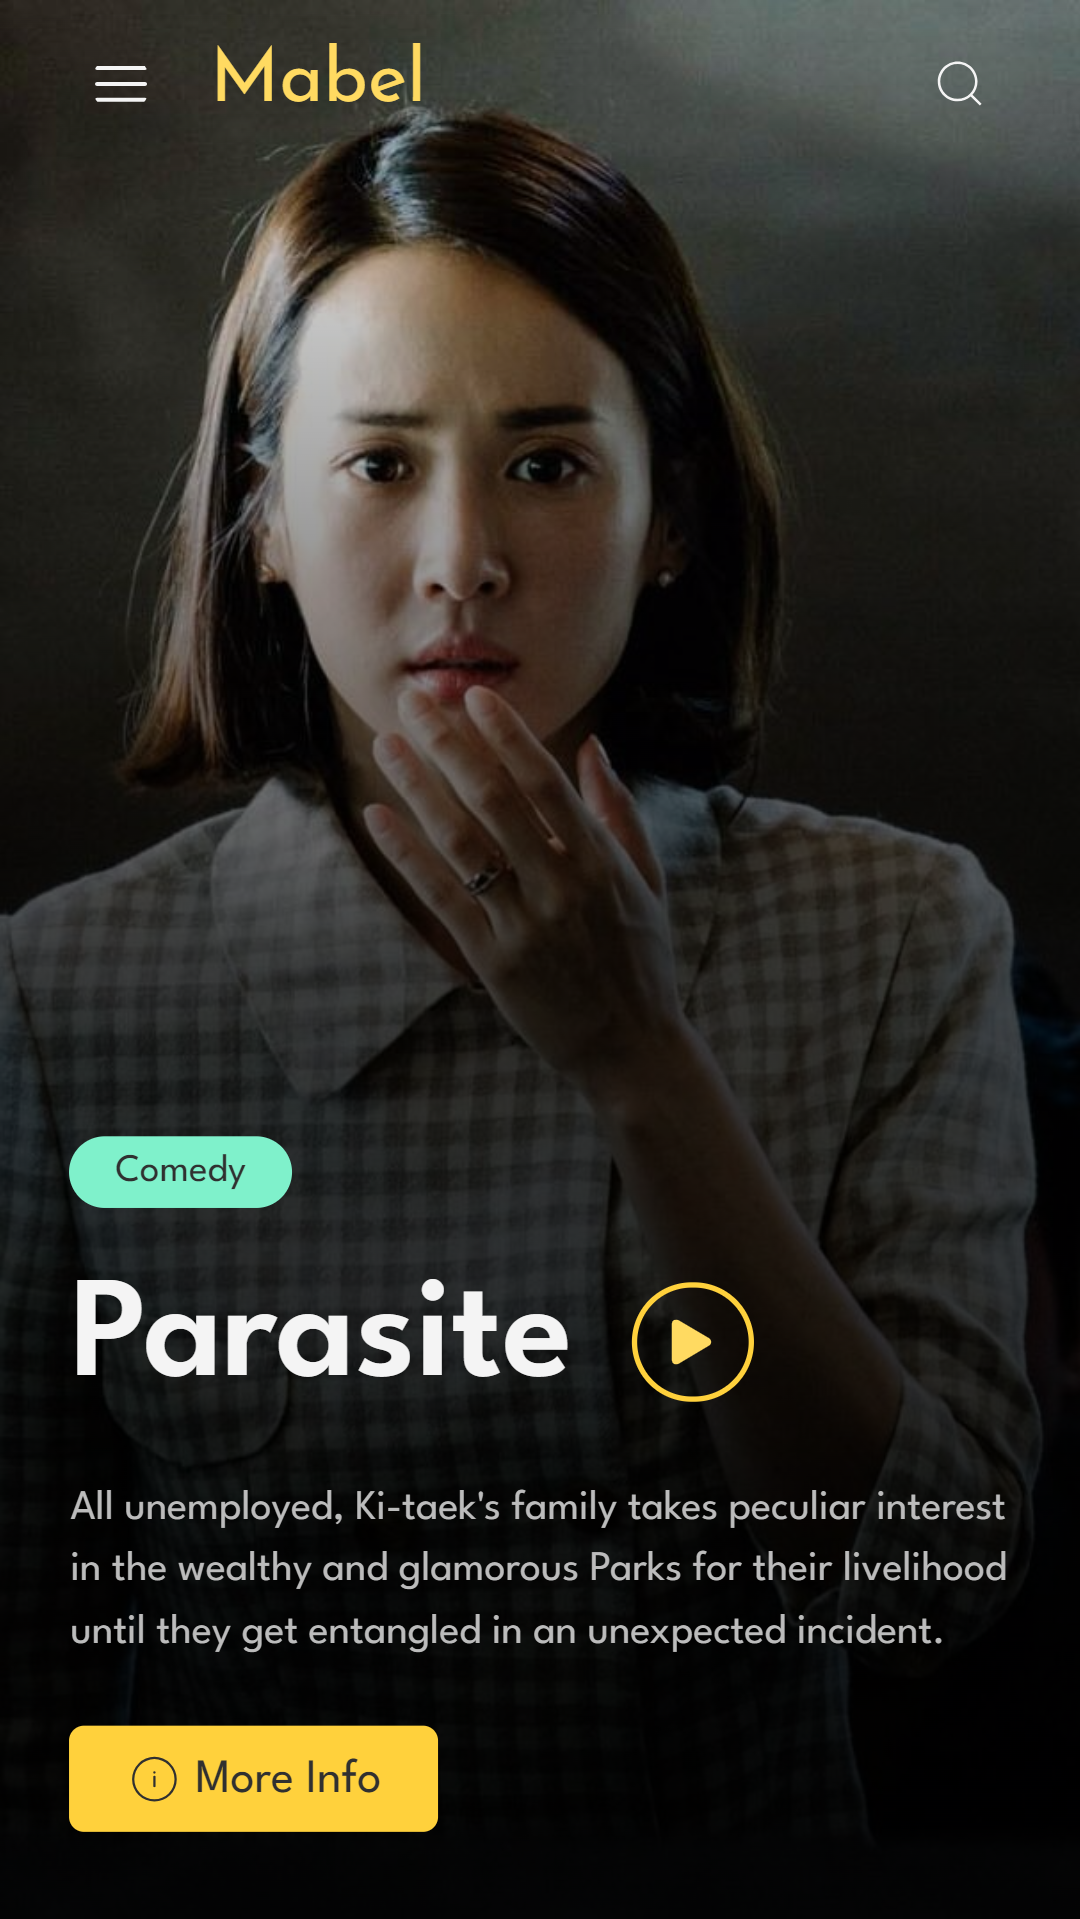 Mabel
Comedy
Parasite
All unemployed, Ki-taek's family takes peculiar interest
in the wealthy and glamorous Parks for their livelihood
until they get entangled in an unexpected incident.
i More Info